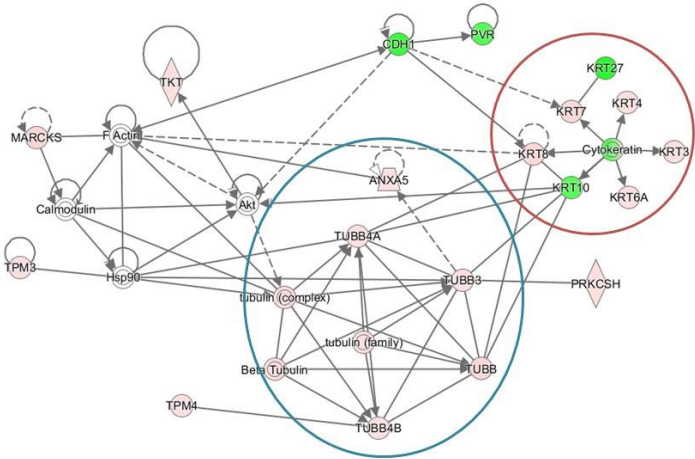 CDH1
PVR
KRT27
TKT
KRT7
KRT4
MARCKS
F Actin
KRT8
Cytokeratin
KRT3
ANXA5
KRT10
KRT6A
Calmodulin
Akt
TUBB4A
TPM3
Hsp90
TUBB3
PRKCSH
tubulin (complex)
tubulin (family)
Beta Tubulin
TUBB
TPM4
TUBB4B